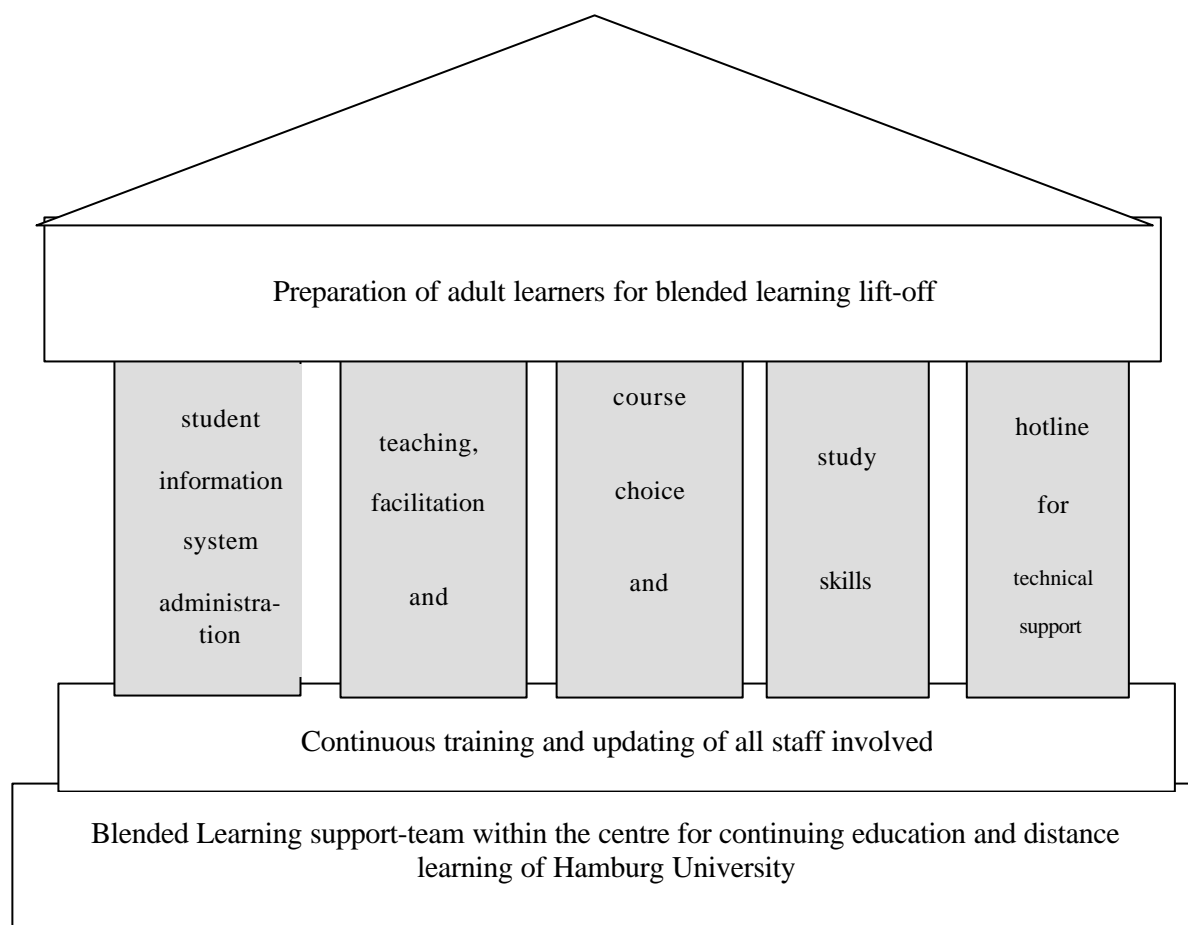 Preparation of adult learners for blended learning lift-off
student
information
system
administra-
tion
teaching,
facilitation
and
course
choice
and
study
skills
hotline
for
technical
support
Continuous training and updating of all staff involved
Blended Learning support-team within the centre for continuing education and distance
learning of Hamburg University